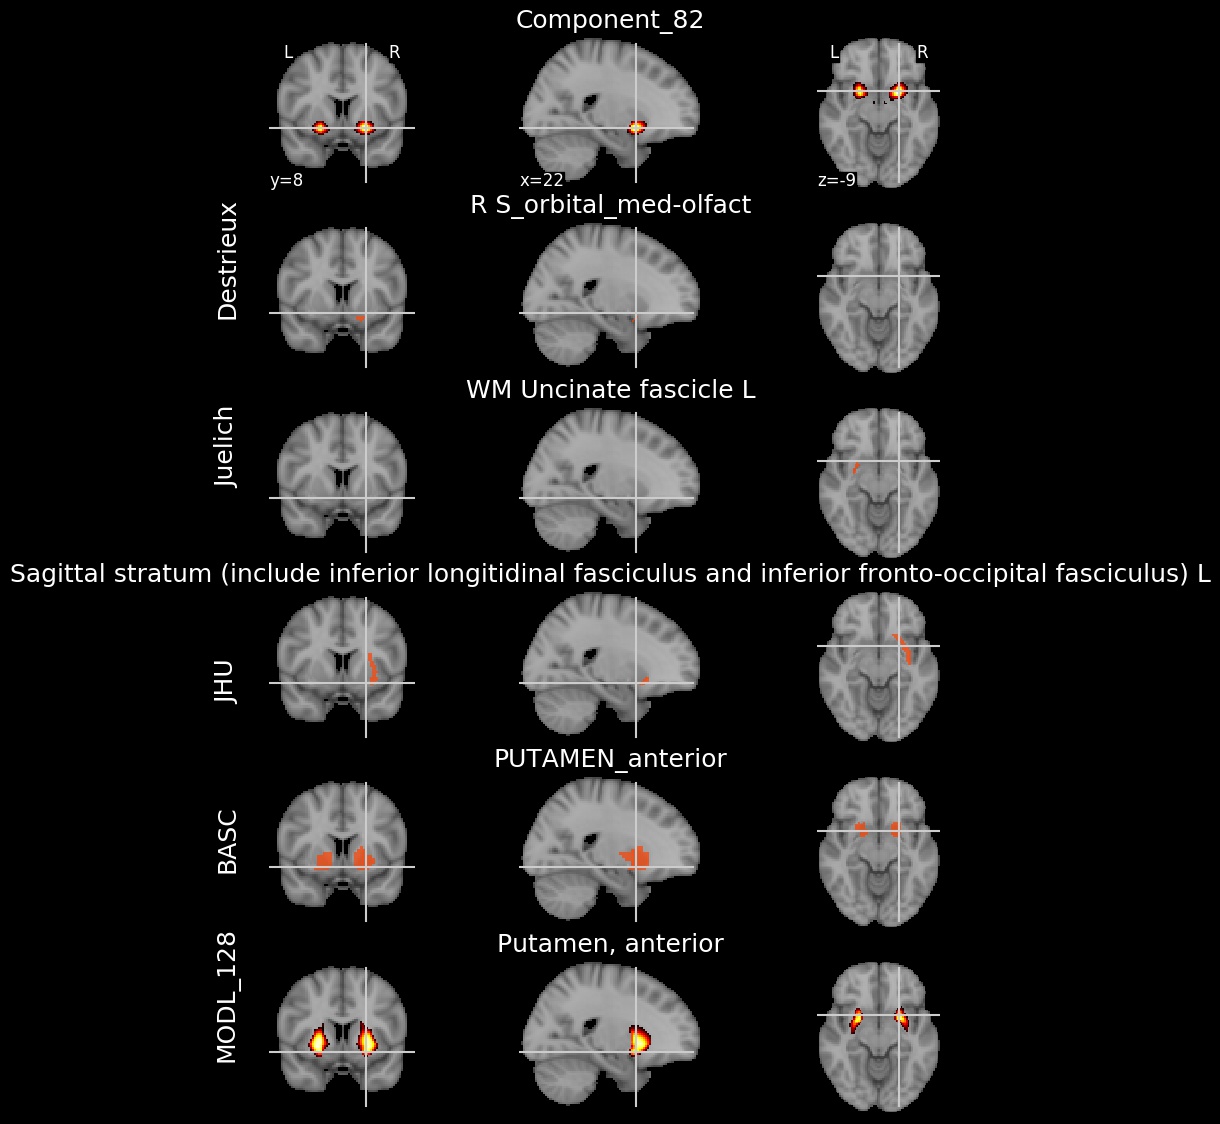 Component_82
L R L R
y=8 x=22 z=-9
R S_orbital_med-olfact
Destrieux
WM Uncinate fascicle L
Juelich
Sagittal stratum (include inferior longitidinal fasciculus and inferior fronto-occipital fasciculus) L
JHU
PUTAMEN_anterior
BASC
Putamen, anterior
MODL_128